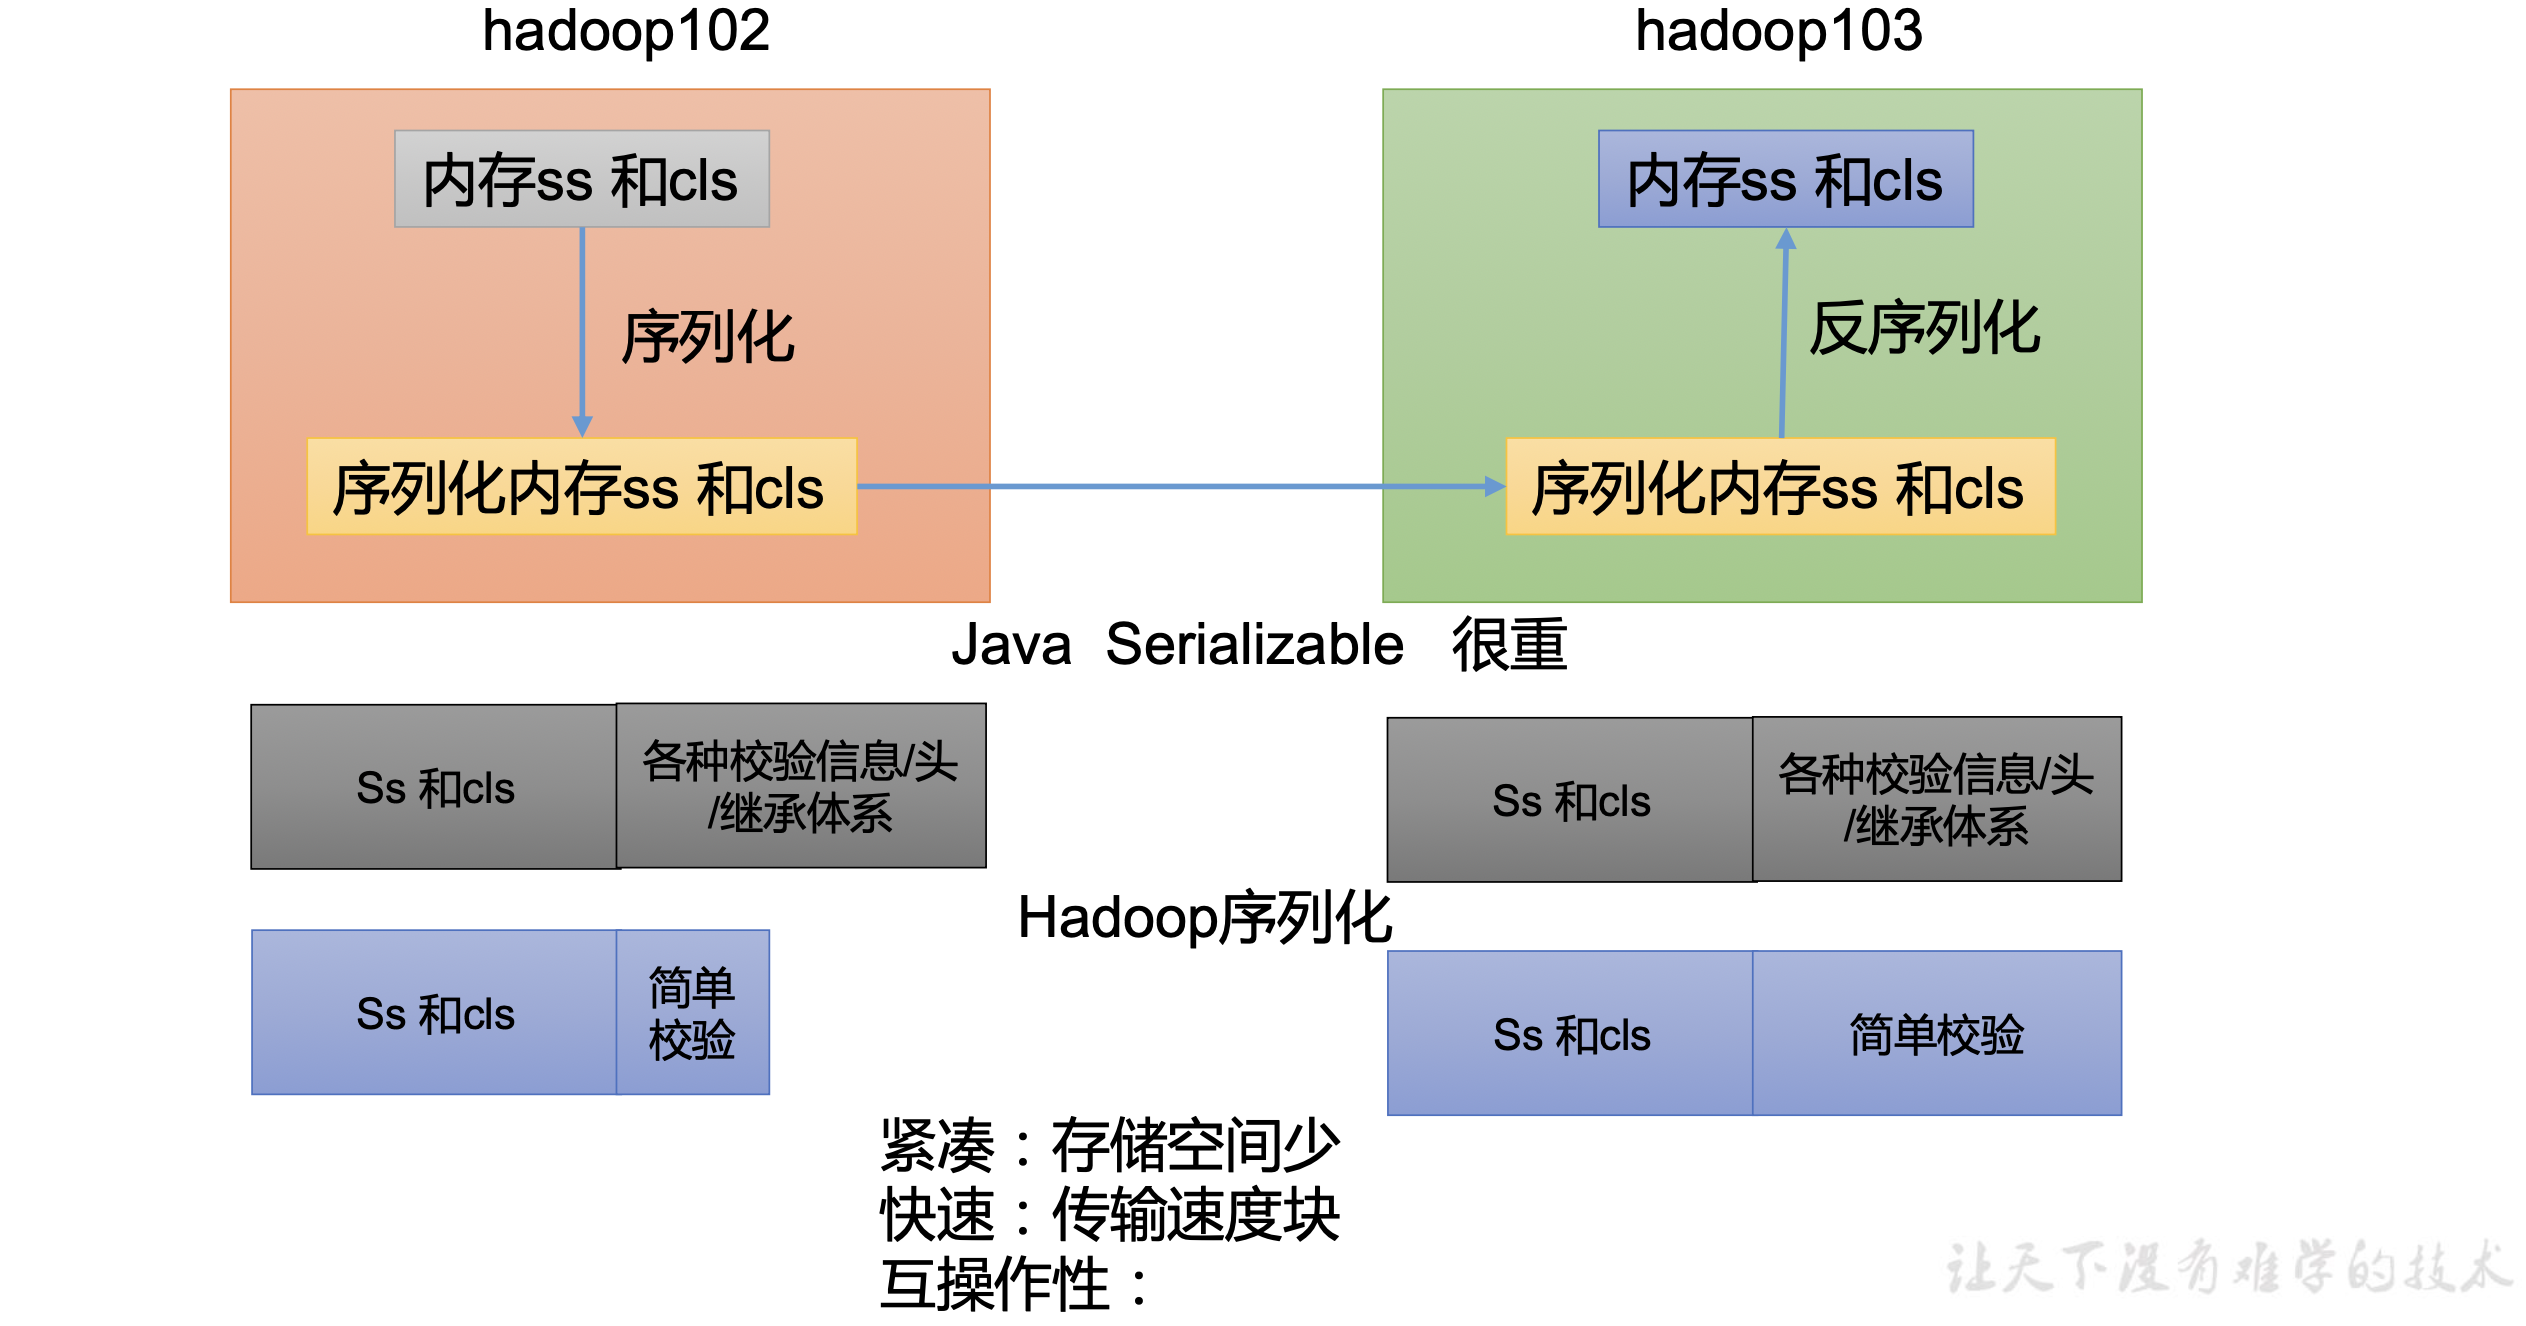 hadoop102
hadoop103
内存ss 和cls
内存ss 和cls
序列化
反序列化
序列化内存ss 和cls
序列化内存ss 和cls
Java Serializable 很重
Ss 和cls
各种校验信息/头
/继承体系
Ss 和cls
各种校验信息/头
/继承体系
Hadoop序列化
Ss 和cls
简单
校验
Ss 和cls
简单校验
紧凑：存储空间少
快速：传输速度块
互操作性：
让天下没有难学的技术